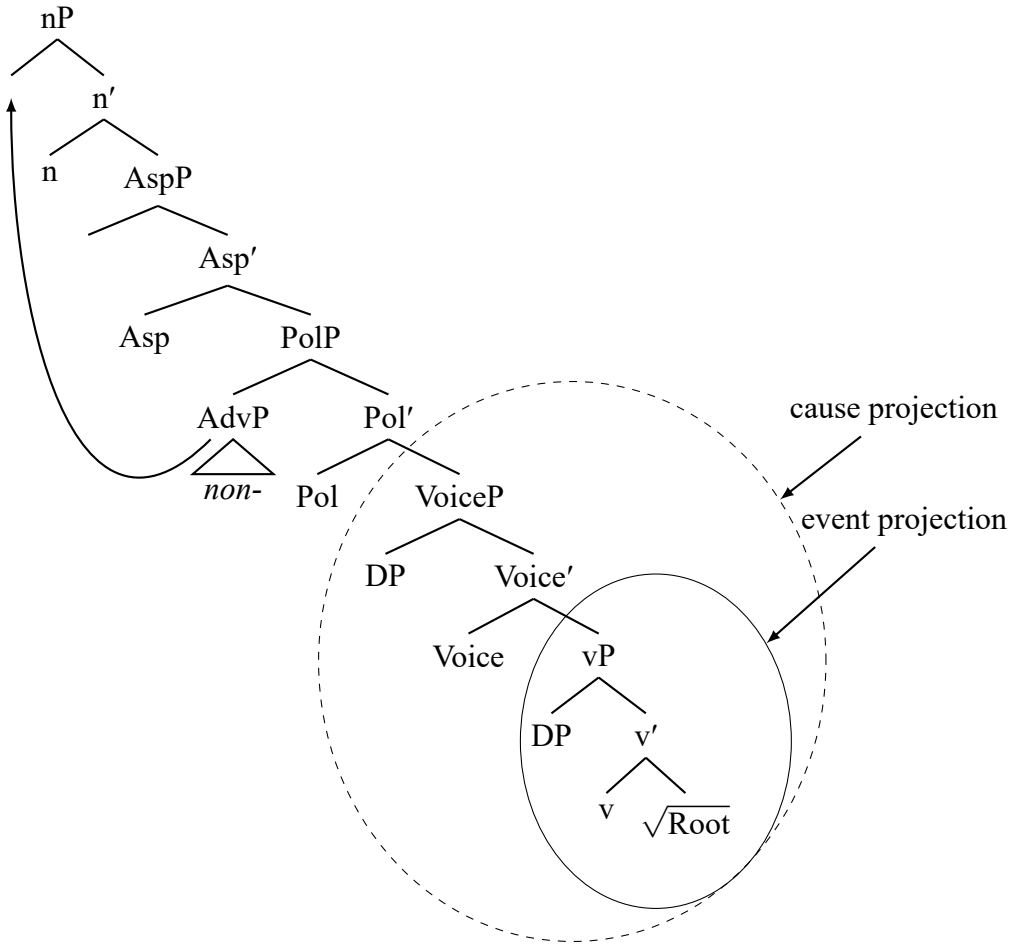 nP
n′
n
AspP
Asp′
Asp
PolP
AdvP
Pol′
cause projection
non-
Pol
VoiceP
event projection
DP
Voice′
Voice
vP
DP
v′
v
√Root